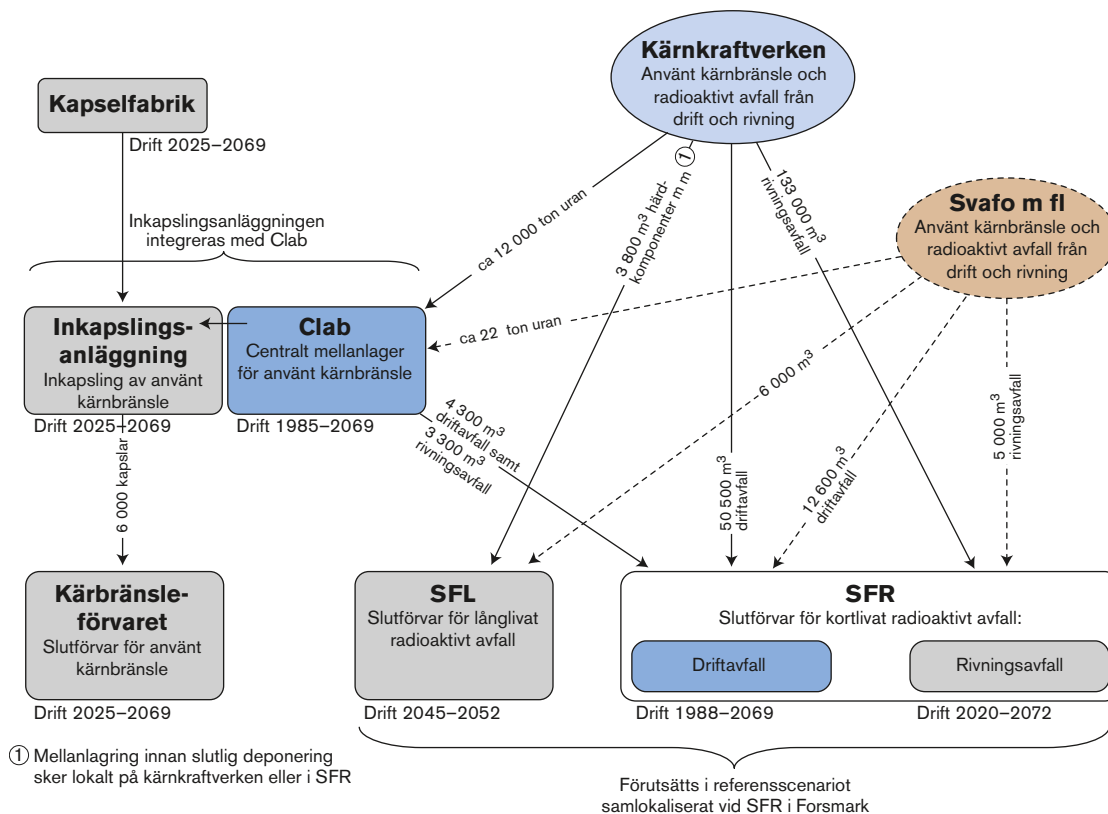 Kärnkraftverken
Använt kärnbränsle och
radioaktivt avfall från
drift och rivning
Kapselfabrik
Drift 2025–2069
Svafo m fl
Använt kärnbränsle och
radioaktivt avfall från
drift och rivning
Inkapslingsanläggningen
integreras med Clab
ca 12 000 ton uran
3 800 m³ härd-
komponenter m m
1
133 000 m³
rivningsavfall
Inkapslings-
anläggning
Inkapsling av använt
kärnbränsle
Drift 2025–2069
Clab
Centralt mellanlager
för använt kärnbränsle
Drift 1985–2069
ca 22 ton uran
6 000 m³
4 300 m³
driftavfall samt
3 300 m³
rivningsavfall
50 500 m³
driftavfall
12 600 m³
driftavfall
5 000 m³
rivningsavfall
6 000 kapslar
Kärbränsle-
förvaret
Slutförvar för använt
kärnbränsle
Drift 2025–2069
SFL
Slutförvar för långlivat
radioaktivt avfall
Drift 2045–2052
SFR
Slutförvar för kortlivat radioaktivt avfall:
Driftavfall
Rivningsavfall
Drift 1988–2069
Drift 2020–2072
1 Mellanlagring innan slutlig deponering
sker lokalt på kärnkraftverken eller i SFR
Förutsätts i referensscenariot
samlokaliserat vid SFR i Forsmark